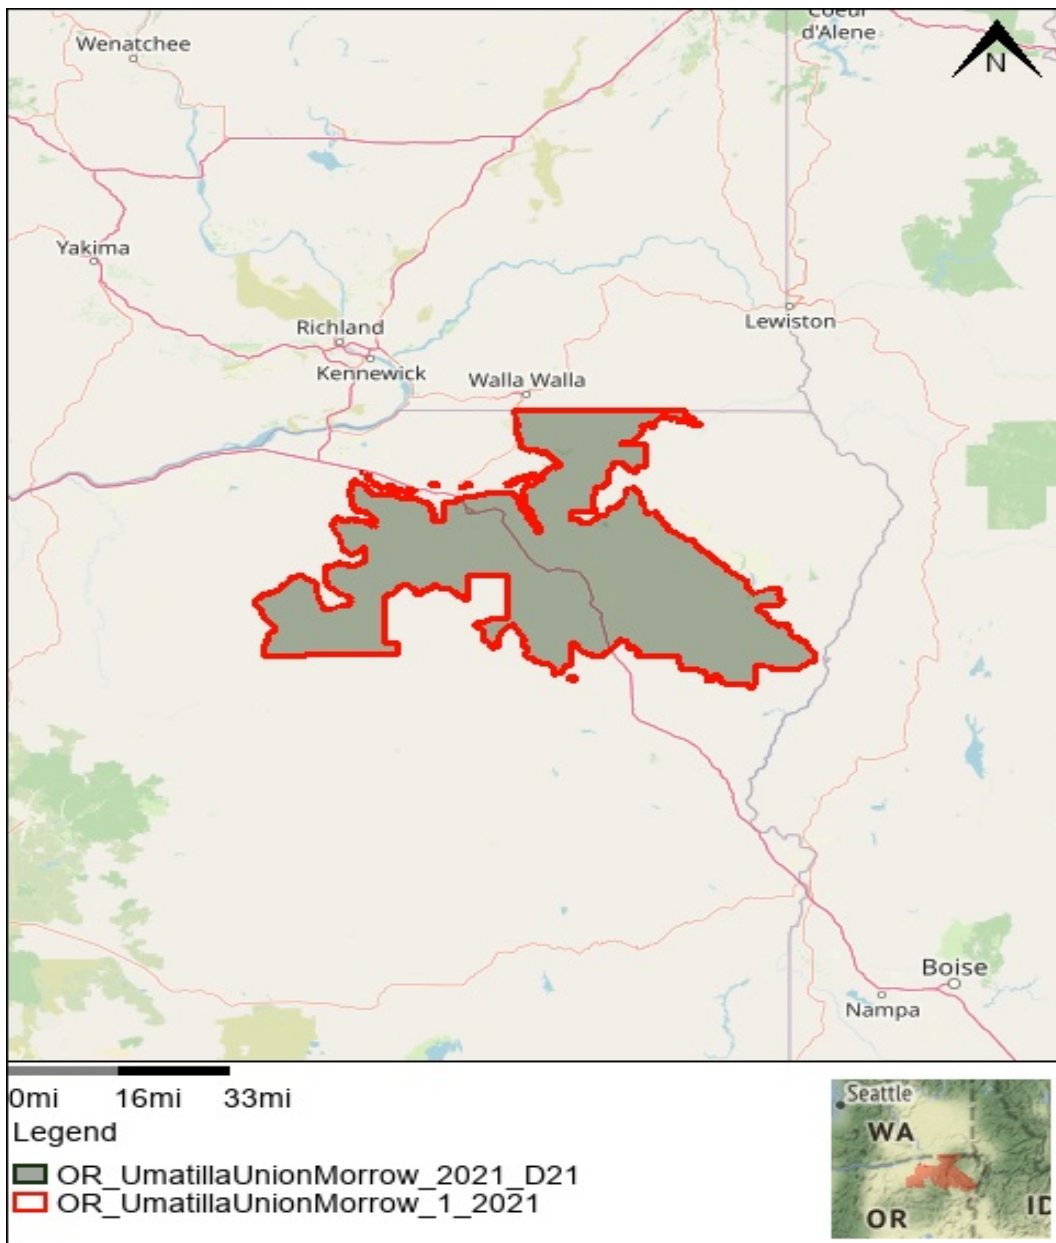 Coeur
d'Alene
Wenatchee
N
Yakima
Richland
Kennewick
Walla Walla
Lewiston
Boise
Nampa
0mi 16mi 33mi
Legend
OR_UmatillaUnionMorrow_2021_D21
OR_UmatillaUnionMorrow_1_2021
Seattle
WA
OR
ID